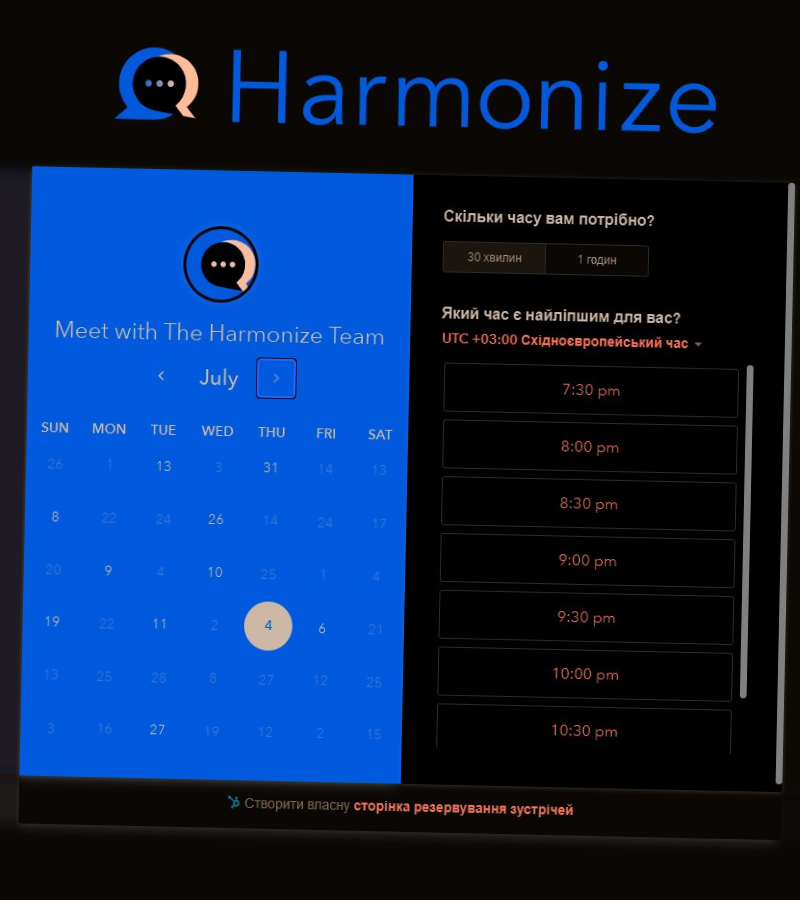 Harmonize
Meet with The Harmonize Team
July
SUN MON TUE WED THU FRI SAT
26 1 13 3 31 14 13
8 22 24 26 14 24 17
20 9 4 10 25 1 4
19 22 11 2 4 6 21
13 25 28 8 27 12 25
3 16 27 19 12 2 15
Скільки часу вам потрібно?
30 хвилин 1 годин
Який час є найліпшим для вас?
UTC +03:00 Східноєвропейський час
7:30 pm
8:00 pm
8:30 pm
9:00 pm
9:30 pm
10:00 pm
10:30 pm
Створити власну сторінка резервування зустрічей